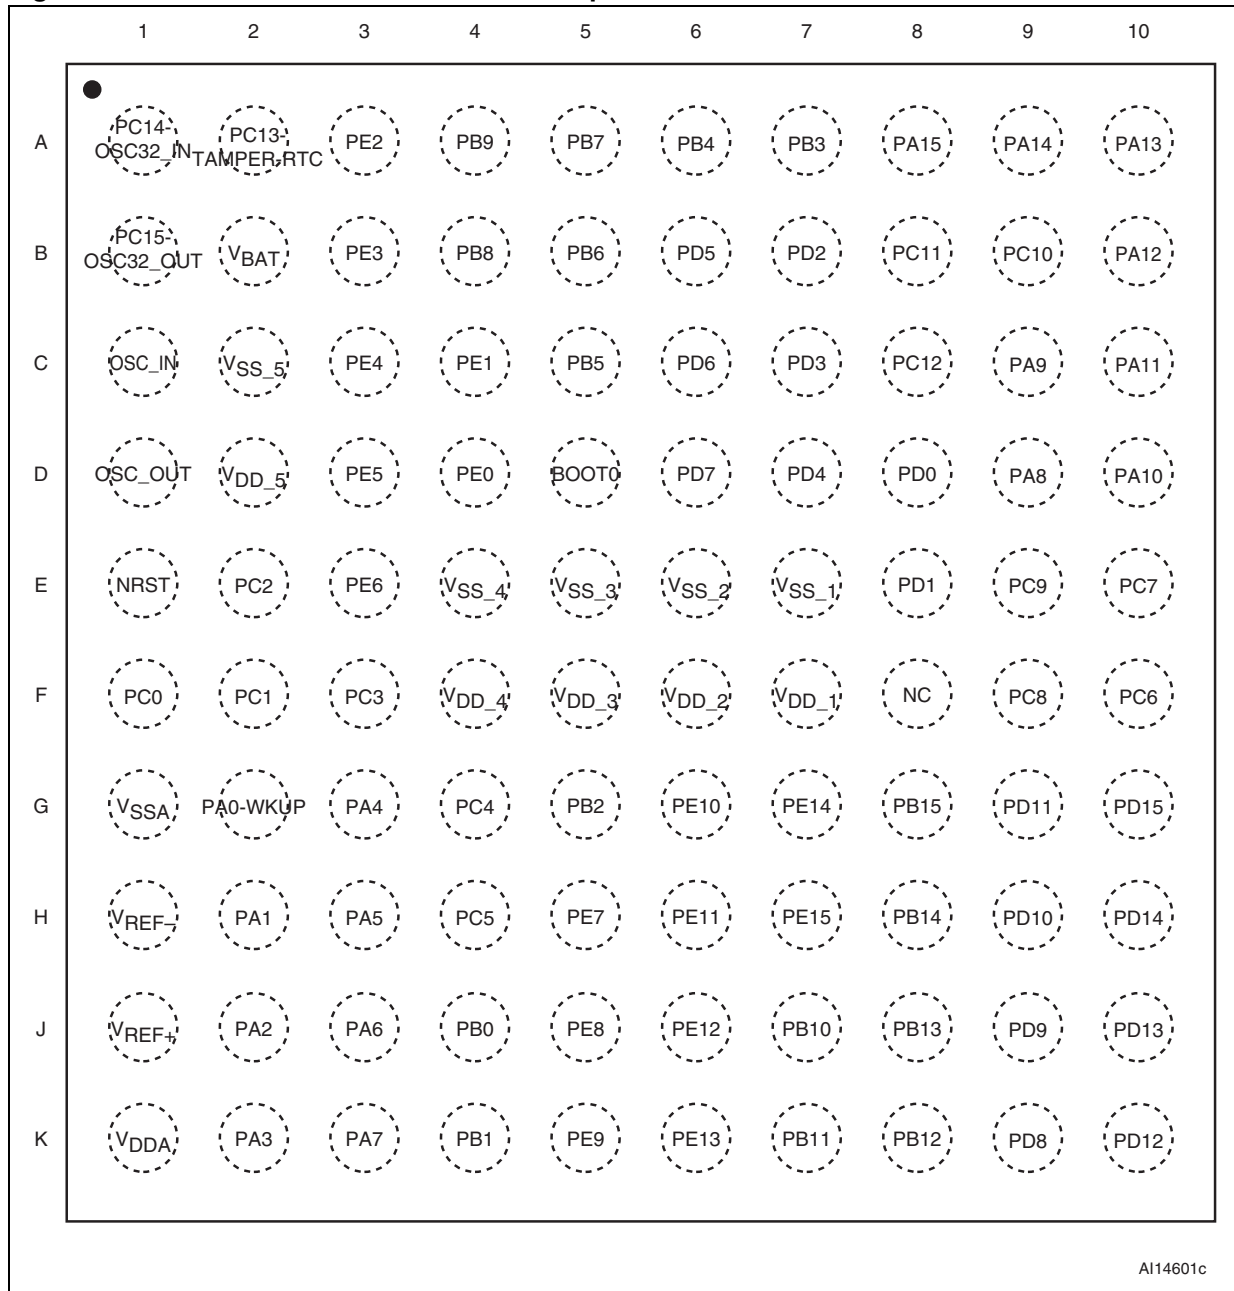 1 2 3 4 5 6 7 8 9 10
A PC14-OSC32_IN PC13-TAMPER-RTC PE2 PB9 PB7 PB4 PB3 PA15 PA14 PA13
B PC15-OSC32_OUT VBAT PE3 PB8 PB6 PD5 PD2 PC11 PC10 PA12
C OSC_IN VSS_5 PE4 PE1 PB5 PD6 PD3 PC12 PA9 PA11
D OSC_OUT VDD_5 PE5 PE0 BOOT0 PD7 PD4 PD0 PA8 PA10
E NRST PC2 PE6 VSS_4 VSS_3 VSS_2 VSS_1 PD1 PC9 PC7
F PC0 PC1 PC3 VDD_4 VDD_3 VDD_2 VDD_1 NC PC8 PC6
G VSSA PA0-WKUP PA4 PC4 PB2 PE10 PE14 PB15 PD11 PD15
H VREF– PA1 PA5 PC5 PE7 PE11 PE15 PB14 PD10 PD14
J VREF+ PA2 PA6 PB0 PE8 PE12 PB10 PB13 PD9 PD13
K VDDA PA3 PA7 PB1 PE9 PE13 PB11 PB12 PD8 PD12
AI14601c